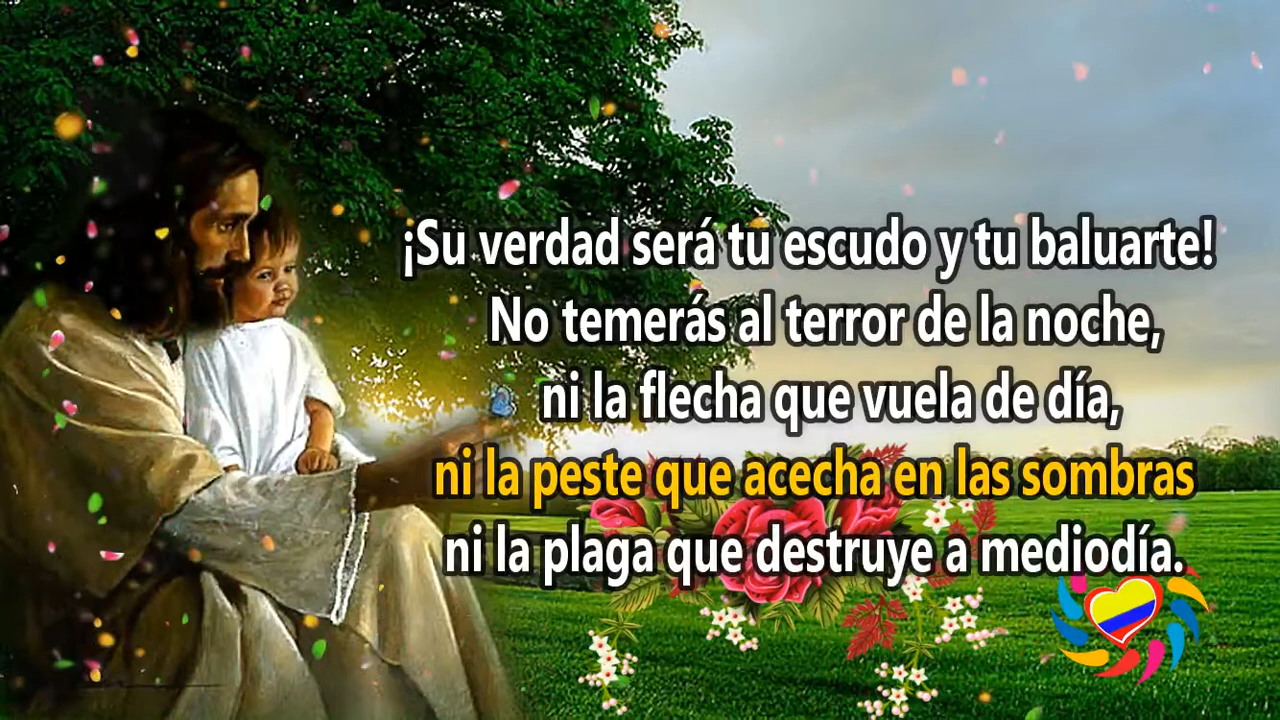 ¡Su verdad será tu escudo y tu baluarte!
No temerás al terror de la noche,
ni la flecha que vuela de día,
ni la peste que acecha en las sombras
ni la plaga que destruye a mediodía.